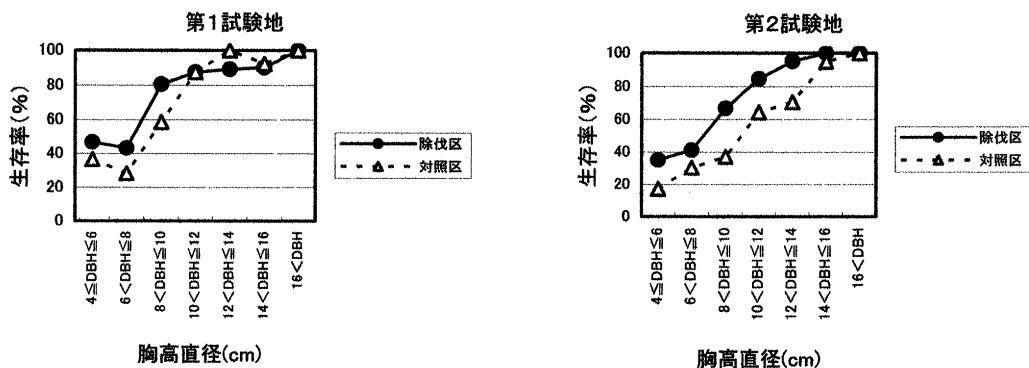 第1試験地
生存率(%)
100
80
60
40
20
0
4≦DBH≦6
6<DBH≦8
8<DBH≦10
10<DBH≦12
12<DBH≦14
14<DBH≦16
16<DBH
胸高直径(cm)
除伐区
対照区
第2試験地
生存率(%)
100
80
60
40
20
0
4≦DBH≦6
6<DBH≦8
8<DBH≦10
10<DBH≦12
12<DBH≦14
14<DBH≦16
16<DBH
胸高直径(cm)
除伐区
対照区